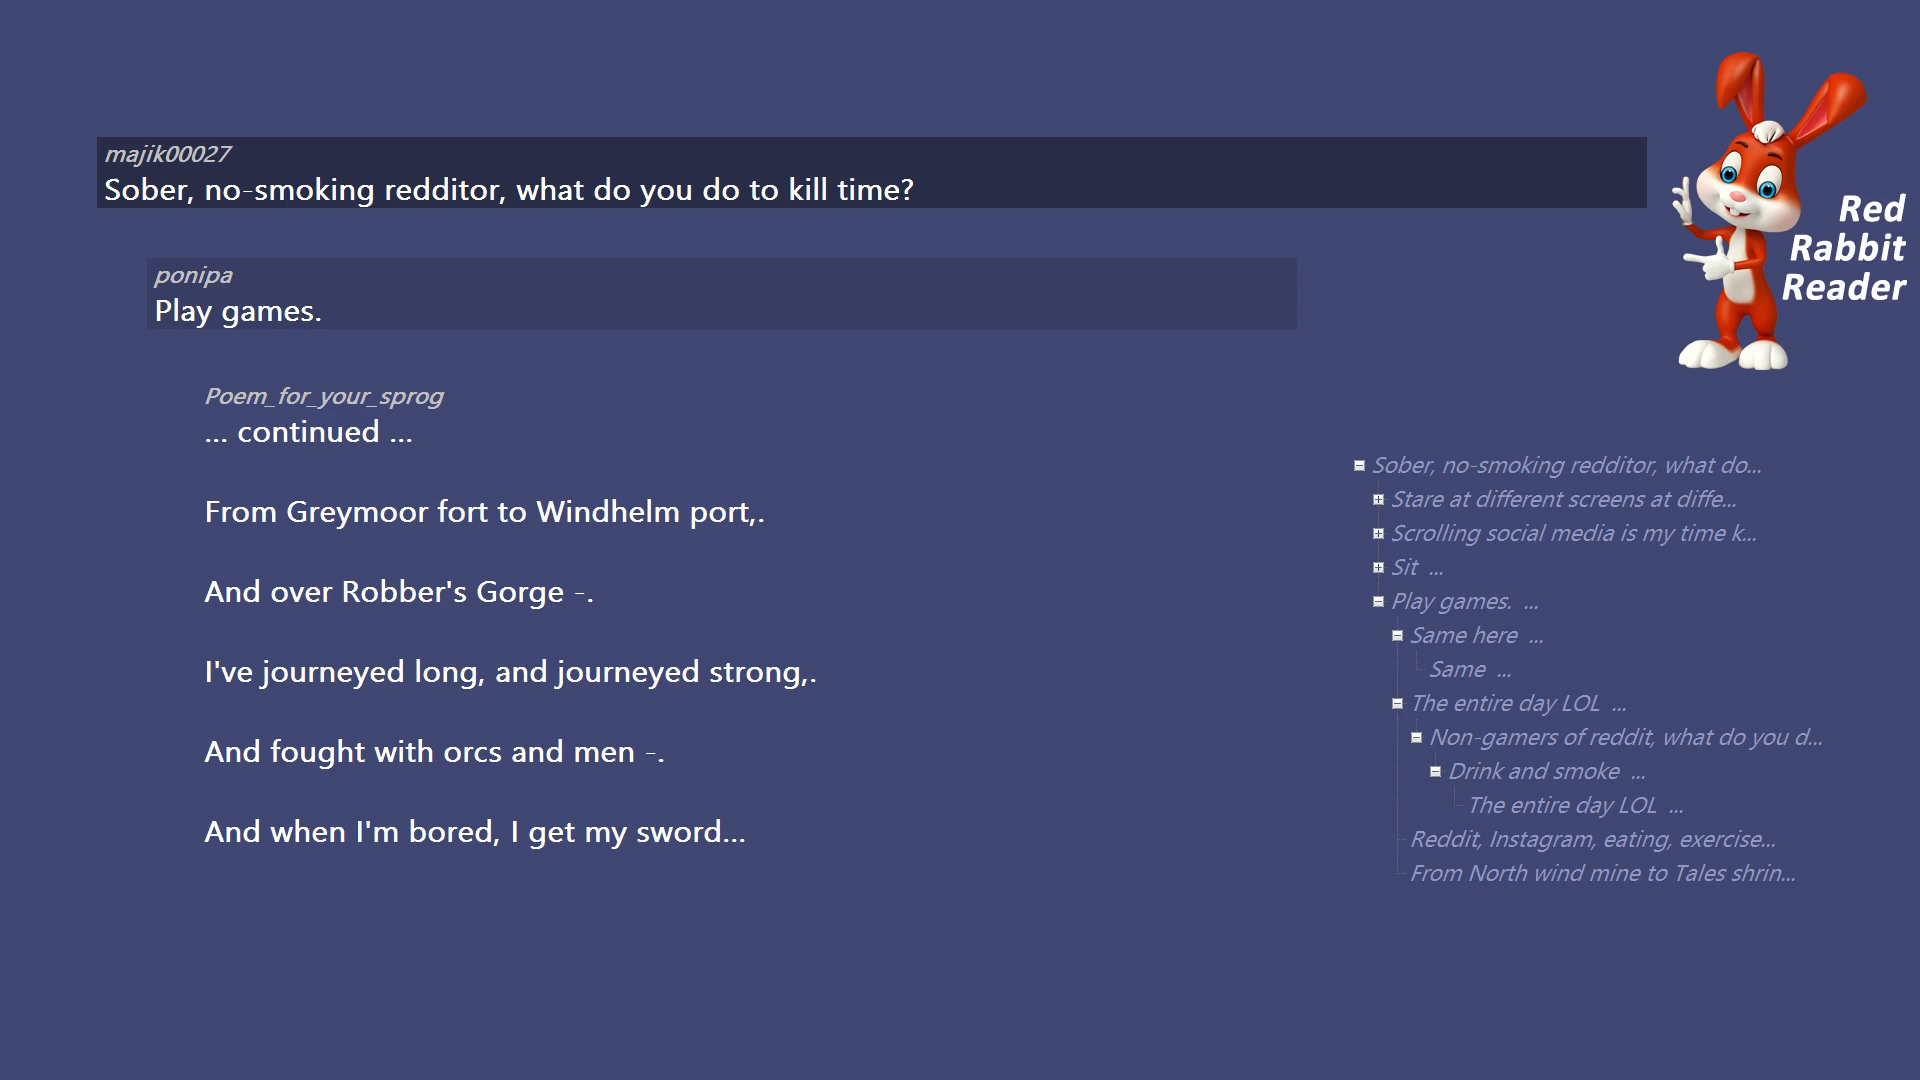 majik00027
Sober, no-smoking redditor, what do you do to kill time?
ponipa
Play games.
Poem_for_your_sprog
... continued ...
From Greymoor fort to Windhelm port,.
And over Robber's Gorge -.
I've journeyed long, and journeyed strong,.
And fought with orcs and men -.
And when I'm bored, I get my sword...
Red
Rabbit
Reader
Sober, no-smoking redditor, what do...
Stare at different screens at diffe...
Scrolling social media is my time k...
Sit ...
Play games. ...
Same here ...
Same ...
The entire day LOL ...
Non-gamers of reddit, what do you d...
Drink and smoke ...
The entire day LOL ...
Reddit, Instagram, eating, exercise...
From North wind mine to Tales shrin...